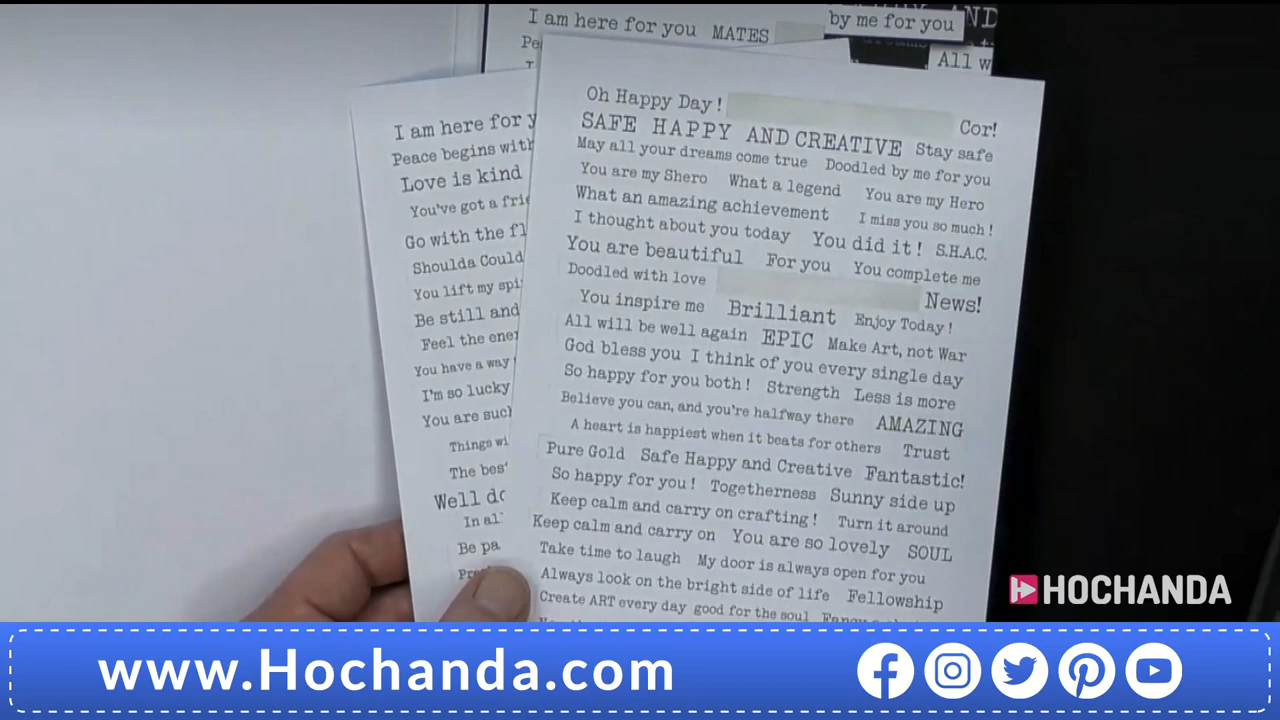 I am here for you MATES
by me for you
AND
All w
Pe
I am here for y
Peace begins with
Love is kind
You've got a frie
Go with the fl
Shoulda Could
You lift my spi
Be still and
Feel the ener
You have a way
I'm so lucky
You are such
Things wi
The best
Well do
In al
Be pa
Oh Happy Day! Cor!
SAFE HAPPY AND CREATIVE Stay safe
May all your dreams come true Doodled by me for you
You are my Shero What a legend You are my Hero
What an amazing achievement I miss you so much!
I thought about you today You did it! S.H.A.C.
You are beautiful For you You complete me
Doodled with love News!
You inspire me Brilliant Enjoy Today!
All will be well again EPIC Make Art, not War
God bless you I think of you every single day
So happy for you both! Strength Less is more
Believe you can, and you're halfway there AMAZING
A heart is happiest when it beats for others Trust
Pure Gold Safe Happy and Creative Fantastic!
So happy for you! Togetherness Sunny side up
Keep calm and carry on crafting! Turn it around
Keep calm and carry on You are so lovely SOUL
Take time to laugh My door is always open for you
Always look on the bright side of life Fellowship
Create ART every day good for the soul
HOCHANDA
www.Hochanda.com